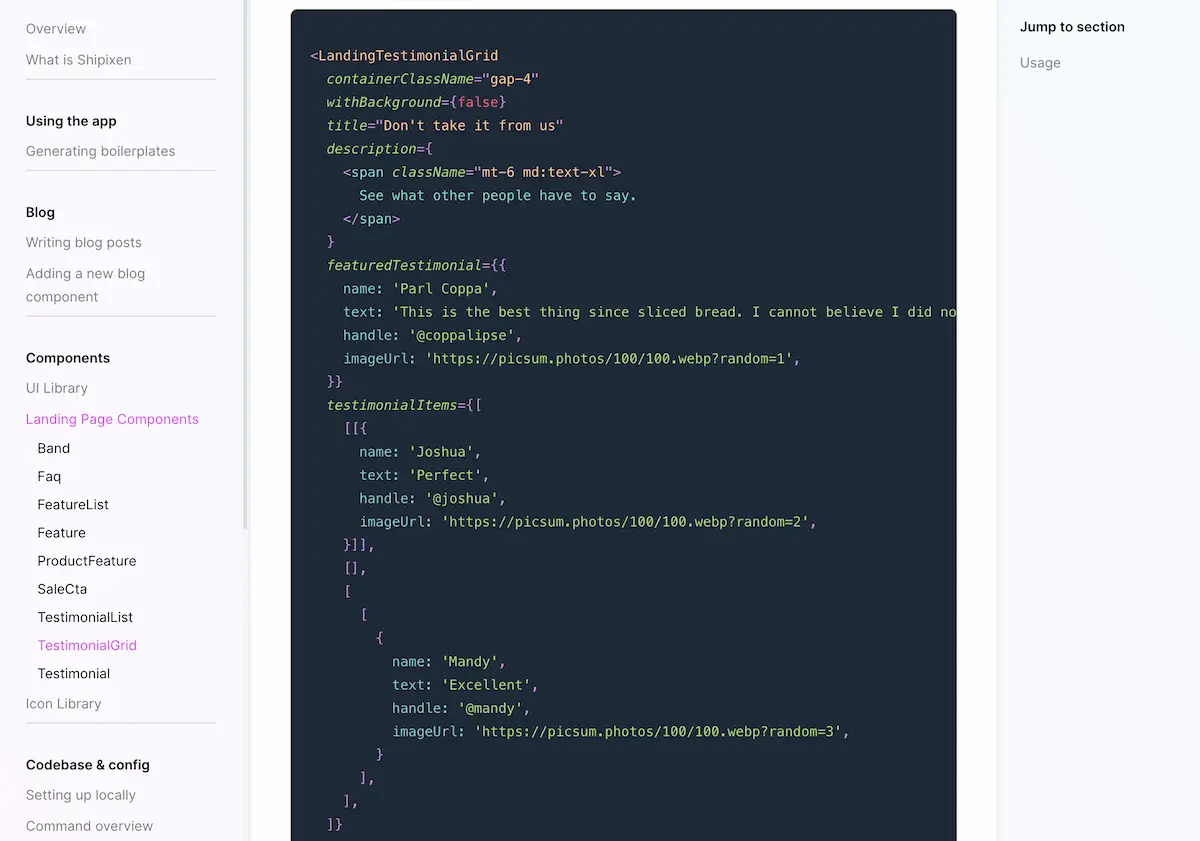 Overview
What is Shipixen
Using the app
Generating boilerplates
Blog
Writing blog posts
Adding a new blog
component
Components
UI Library
Landing Page Components
Band
Faq
FeatureList
Feature
ProductFeature
SaleCta
TestimonialList
TestimonialGrid
Testimonial
Icon Library
Codebase & config
Setting up locally
Command overview
<LandingTestimonialGrid
containerClassName="gap-4"
withBackground={false}
title="Don't take it from us"
description={
<span className="mt-6 md:text-xl">
See what other people have to say.
</span>
}
featuredTestimonial={{
name: 'Parl Coppa',
text: 'This is the best thing since sliced bread. I cannot believe I did no
handle: '@coppalipse',
imageUrl: 'https://picsum.photos/100/100.webp?random=1',
}}
testimonialItems={[
[[{
name: 'Joshua',
text: 'Perfect',
handle: '@joshua',
imageUrl: 'https://picsum.photos/100/100.webp?random=2',
}]],
[],
[
[
{
name: 'Mandy',
text: 'Excellent',
handle: '@mandy',
imageUrl: 'https://picsum.photos/100/100.webp?random=3',
}
],
],
]}
Jump to section
Usage